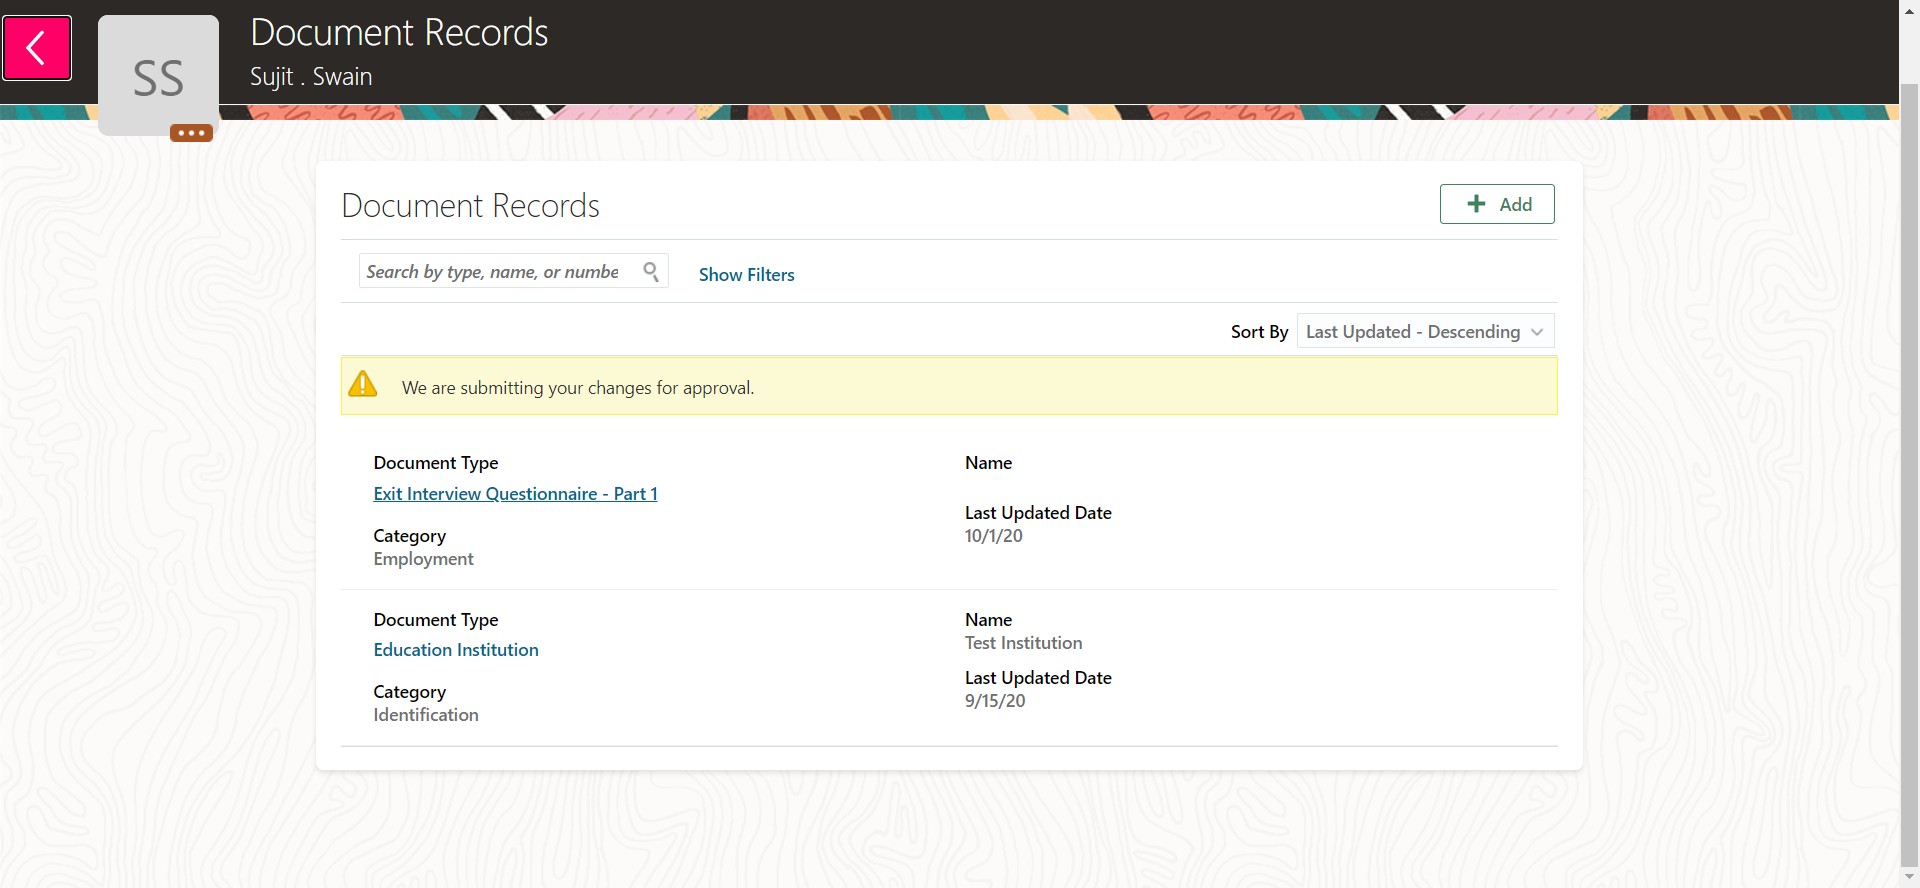 Document Records
SS
Sujit . Swain
Document Records
Add
Search by type, name, or numbe
Show Filters
Sort By
Last Updated - Descending
We are submitting your changes for approval.
Document Type
Name
Exit Interview Questionnaire - Part 1
Last Updated Date
Category
10/1/20
Employment
Document Type
Name
Test Institution
Education Institution
Last Updated Date
Category
9/15/20
Identification